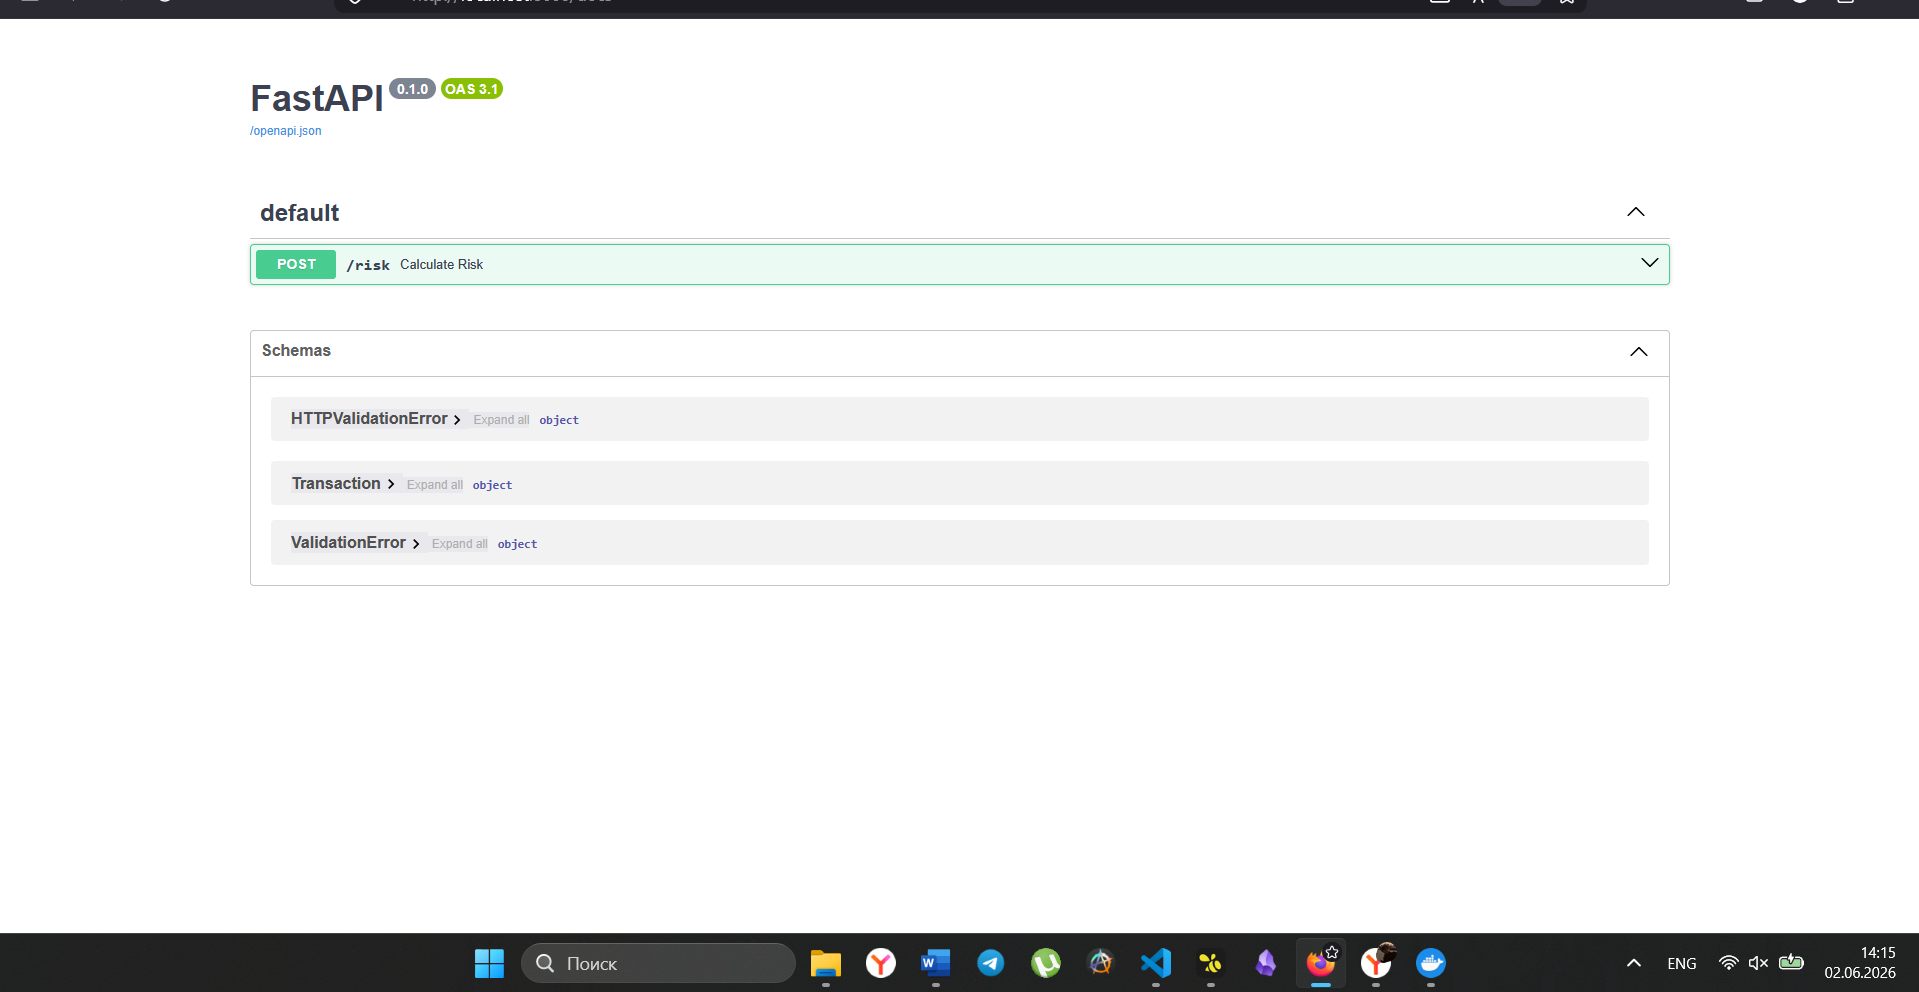 FastAPI 0.1.0 OAS 3.1
/openapi.json
default
POST /risk Calculate Risk
Schemas
HTTPValidationError Expand all object
Transaction Expand all object
ValidationError Expand all object
Поиск
ENG
14:15
02.06.2026